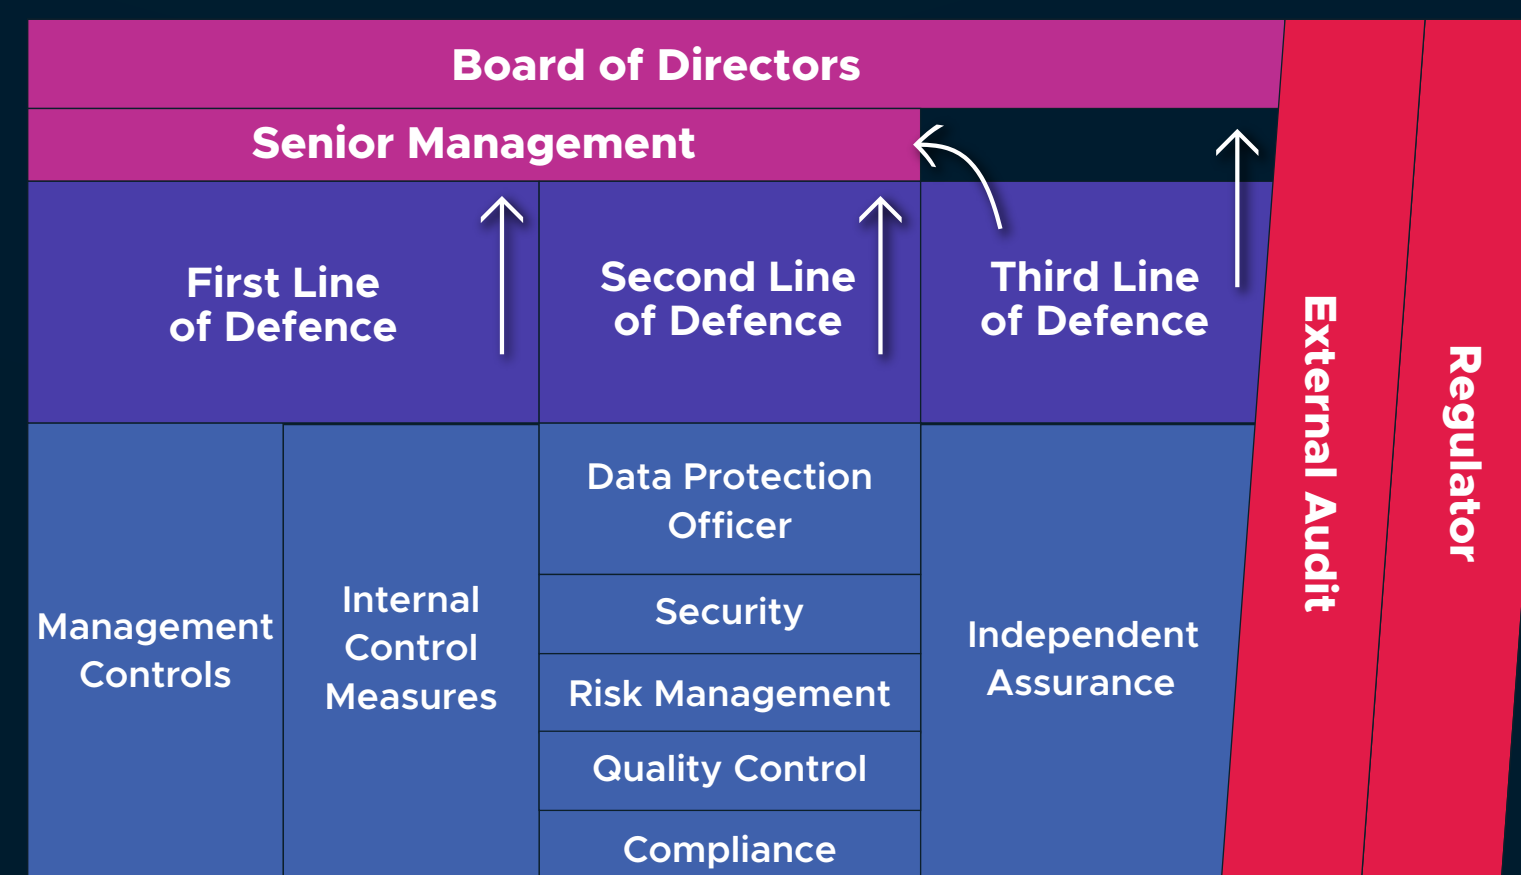 Board of Directors
Senior Management
First Line
of Defence
Second Line
of Defence
Third Line
of Defence
Management
Controls
Internal
Control
Measures
Data Protection
Officer
Security
Risk Management
Quality Control
Compliance
Independent
Assurance
External Audit
Regulator